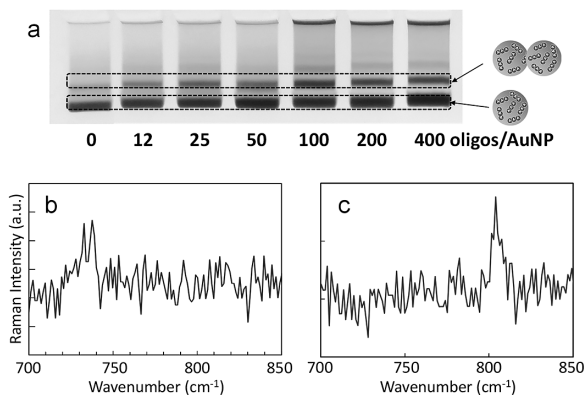 a
0 12 25 50 100 200 400 oligos/AuNP
b
c
Raman Intensity (a.u.)
700 750 800 850
700 750 800 850
Wavenumber (cm⁻¹)
Wavenumber (cm⁻¹)